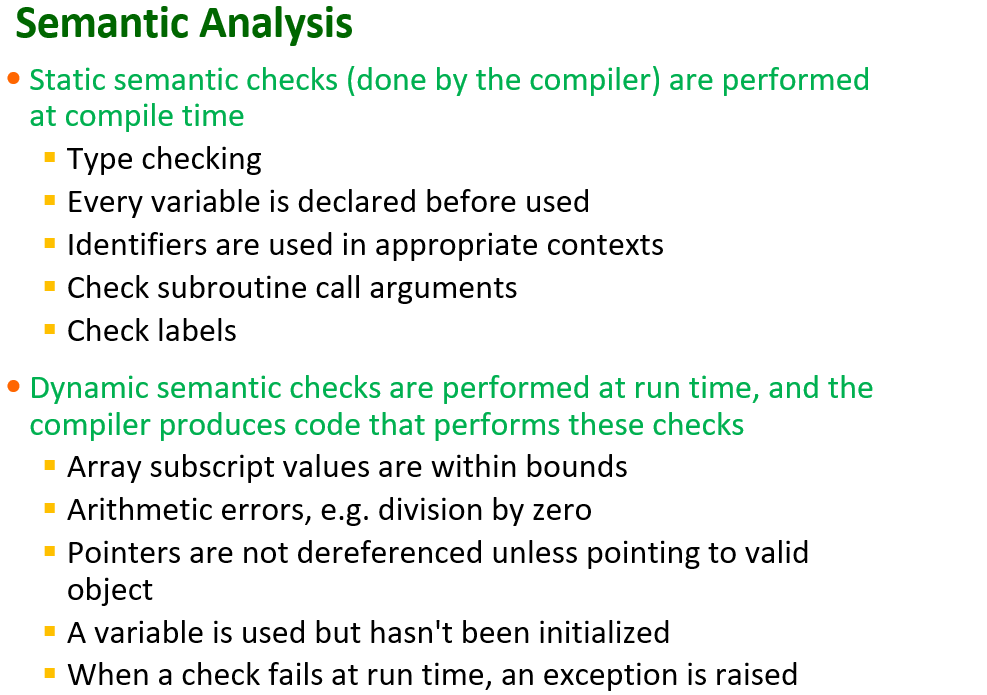 Semantic Analysis
Static semantic checks (done by the compiler) are performed
at compile time
Type checking
Every variable is declared before used
Identifiers are used in appropriate contexts
Check subroutine call arguments
Check labels
Dynamic semantic checks are performed at run time, and the
compiler produces code that performs these checks
Array subscript values are within bounds
Arithmetic errors, e.g. division by zero
Pointers are not dereferenced unless pointing to valid
object
A variable is used but hasn't been initialized
When a check fails at run time, an exception is raised